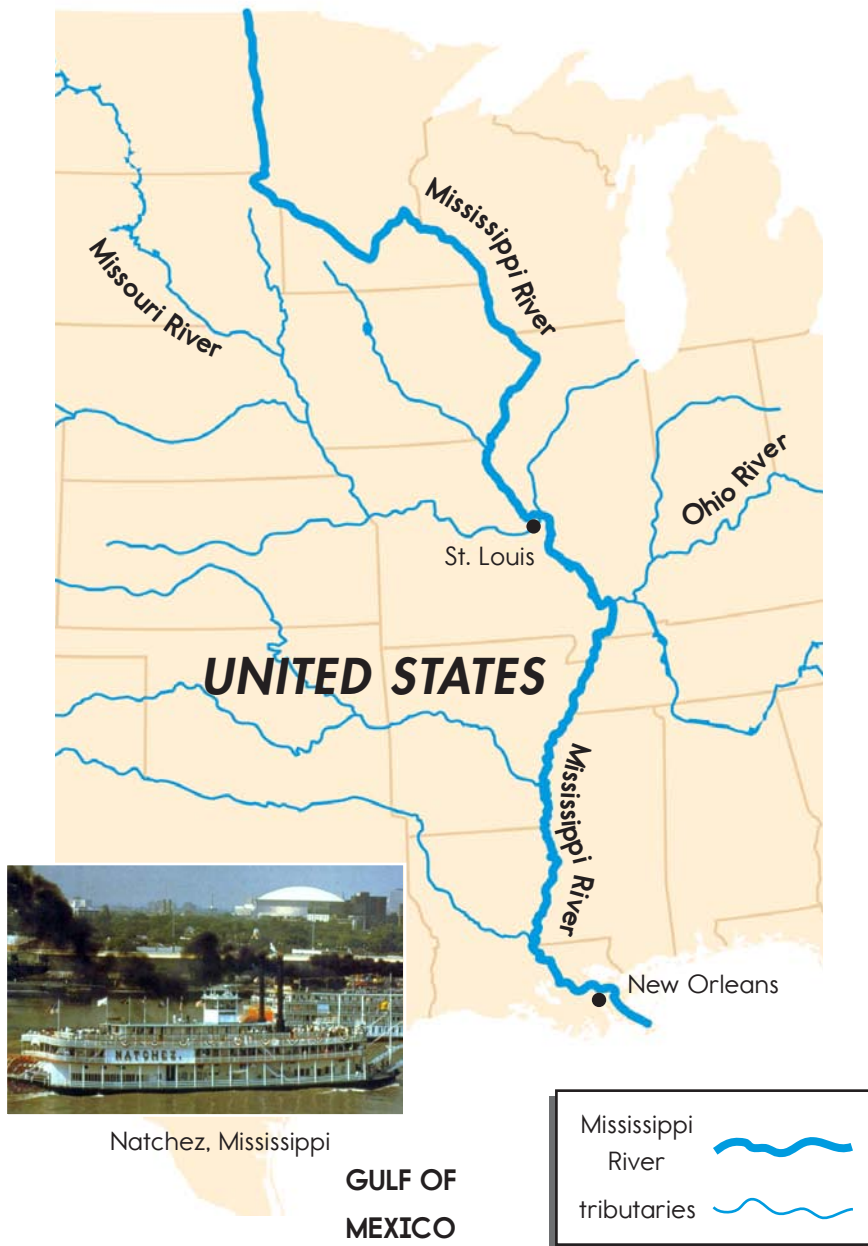 Mississippi River
Missouri River
Ohio River
St. Louis
UNITED STATES
Mississippi River
New Orleans
NATCHEZ.
Natchez, Mississippi
GULF OF
MEXICO
Mississippi
River
tributaries